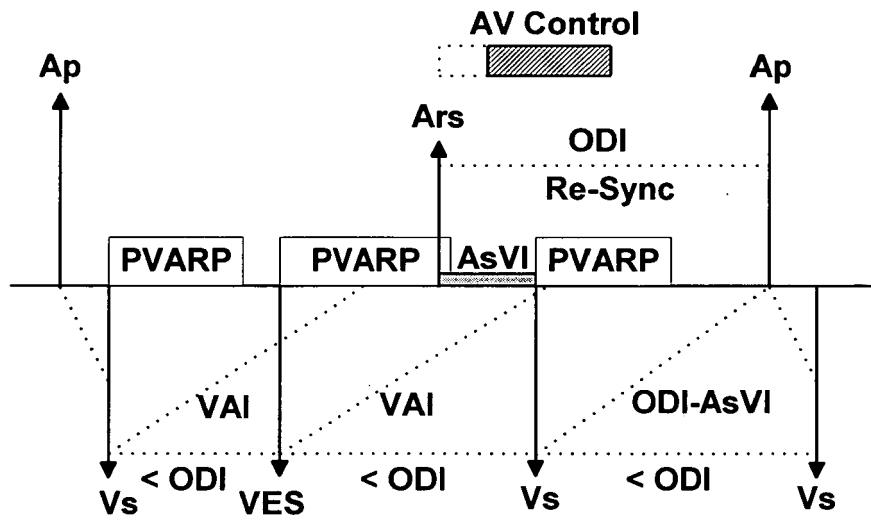 AV Control
Ap
Ap
Ars
ODI
Re-Sync
PVARP
PVARP
AsVI
PVARP
VAI
VAI
ODI-AsVI
< ODI
< ODI
< ODI
Vs
VES
Vs
Vs